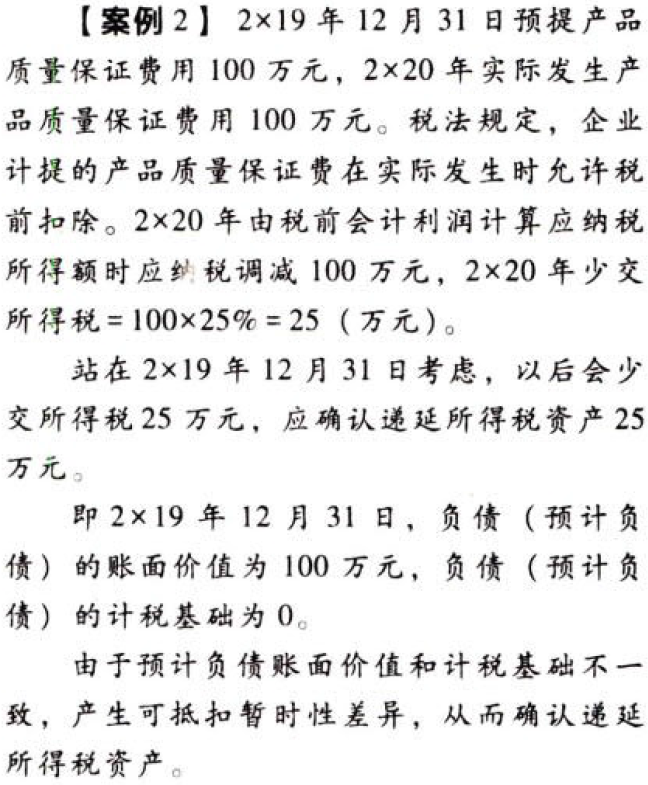 【案例2】 2×19 年 12 月 31 日预提产品
质量保证费用 100 万元，2×20 年实际发生产
品质量保证费用 100 万元。税法规定，企业
计提的产品质量保证费在实际发生时允许税
前扣除。2×20 年由税前会计利润计算应纳税
所得额时应纳税调减 100 万元，2×20 年少交
所得税=100×25%=25（万元）。
站在 2×19 年 12 月 31 日考虑，以后会少
交所得税 25 万元，应确认递延所得税资产 25
万元。
即 2×19 年 12 月 31 日，负债（预计负
债）的账面价值为 100 万元，负债（预计负
债）的计税基础为 0。
由于预计负债账面价值和计税基础不一
致，产生可抵扣暂时性差异，从而确认递延
所得税资产。